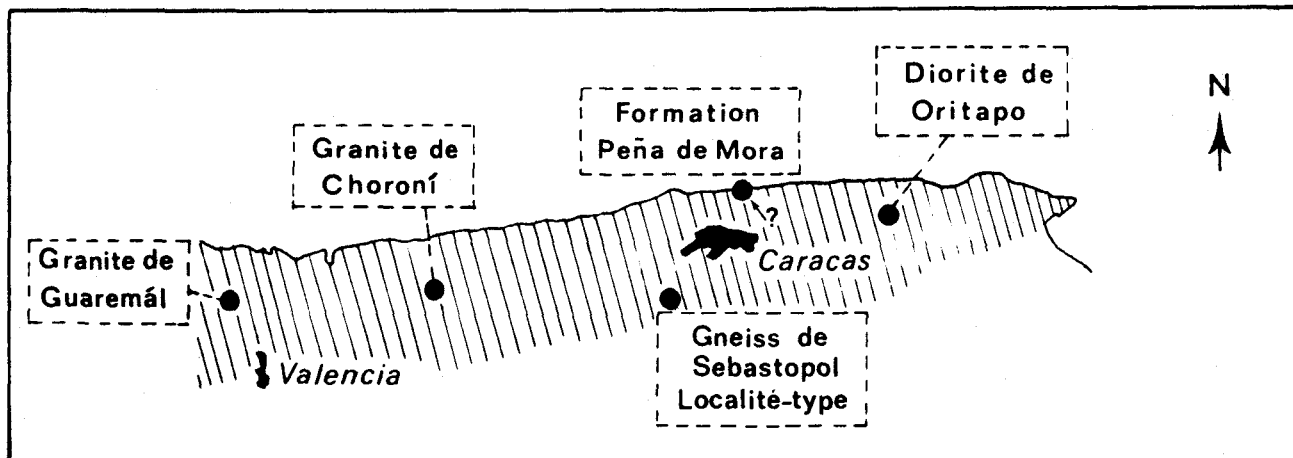 Diorite de
Oritapo
N
Formation
Peña de Mora
Granite de
Choroní
?
Caracas
Granite de
Guaremál
Gneiss de
Sebastopol
Localité-type
Valencia